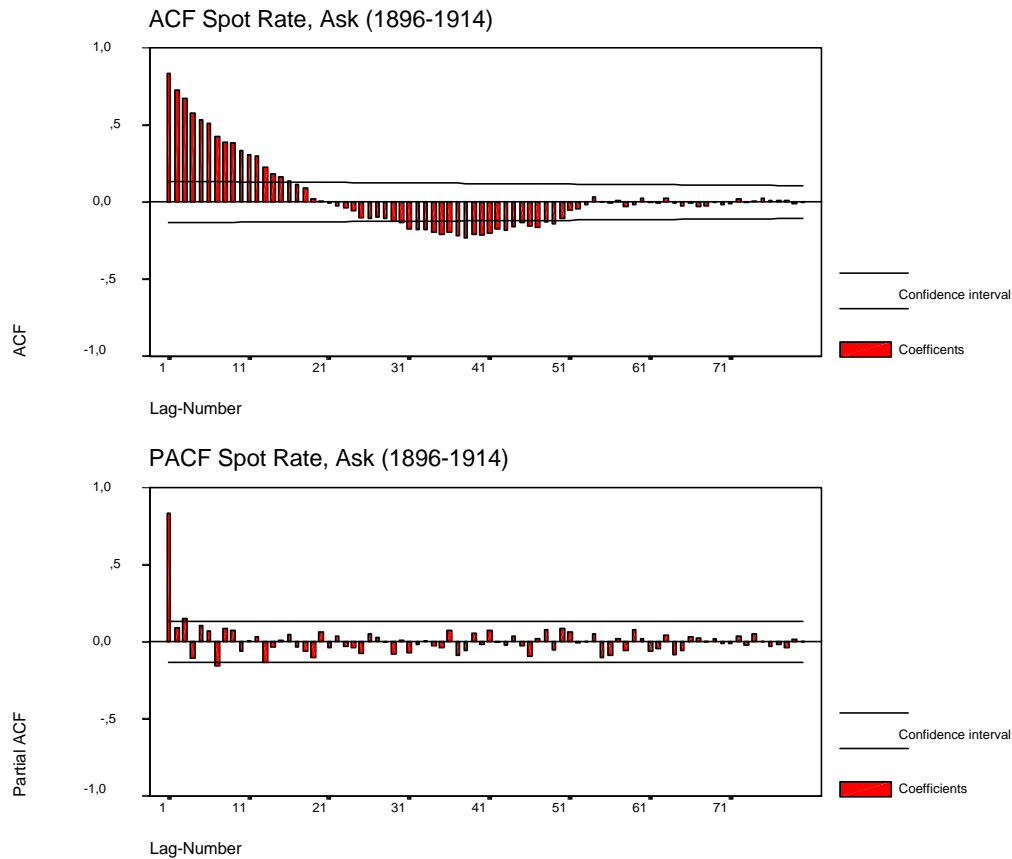 ACF Spot Rate, Ask (1896-1914)
1,0
,5
0,0
-,5
-1,0
ACF
1 11 21 31 41 51 61 71
Lag-Number
Confidence interval
Coefficents
PACF Spot Rate, Ask (1896-1914)
1,0
,5
0,0
-,5
-1,0
Partial ACF
1 11 21 31 41 51 61 71
Lag-Number
Confidence interval
Coefficients